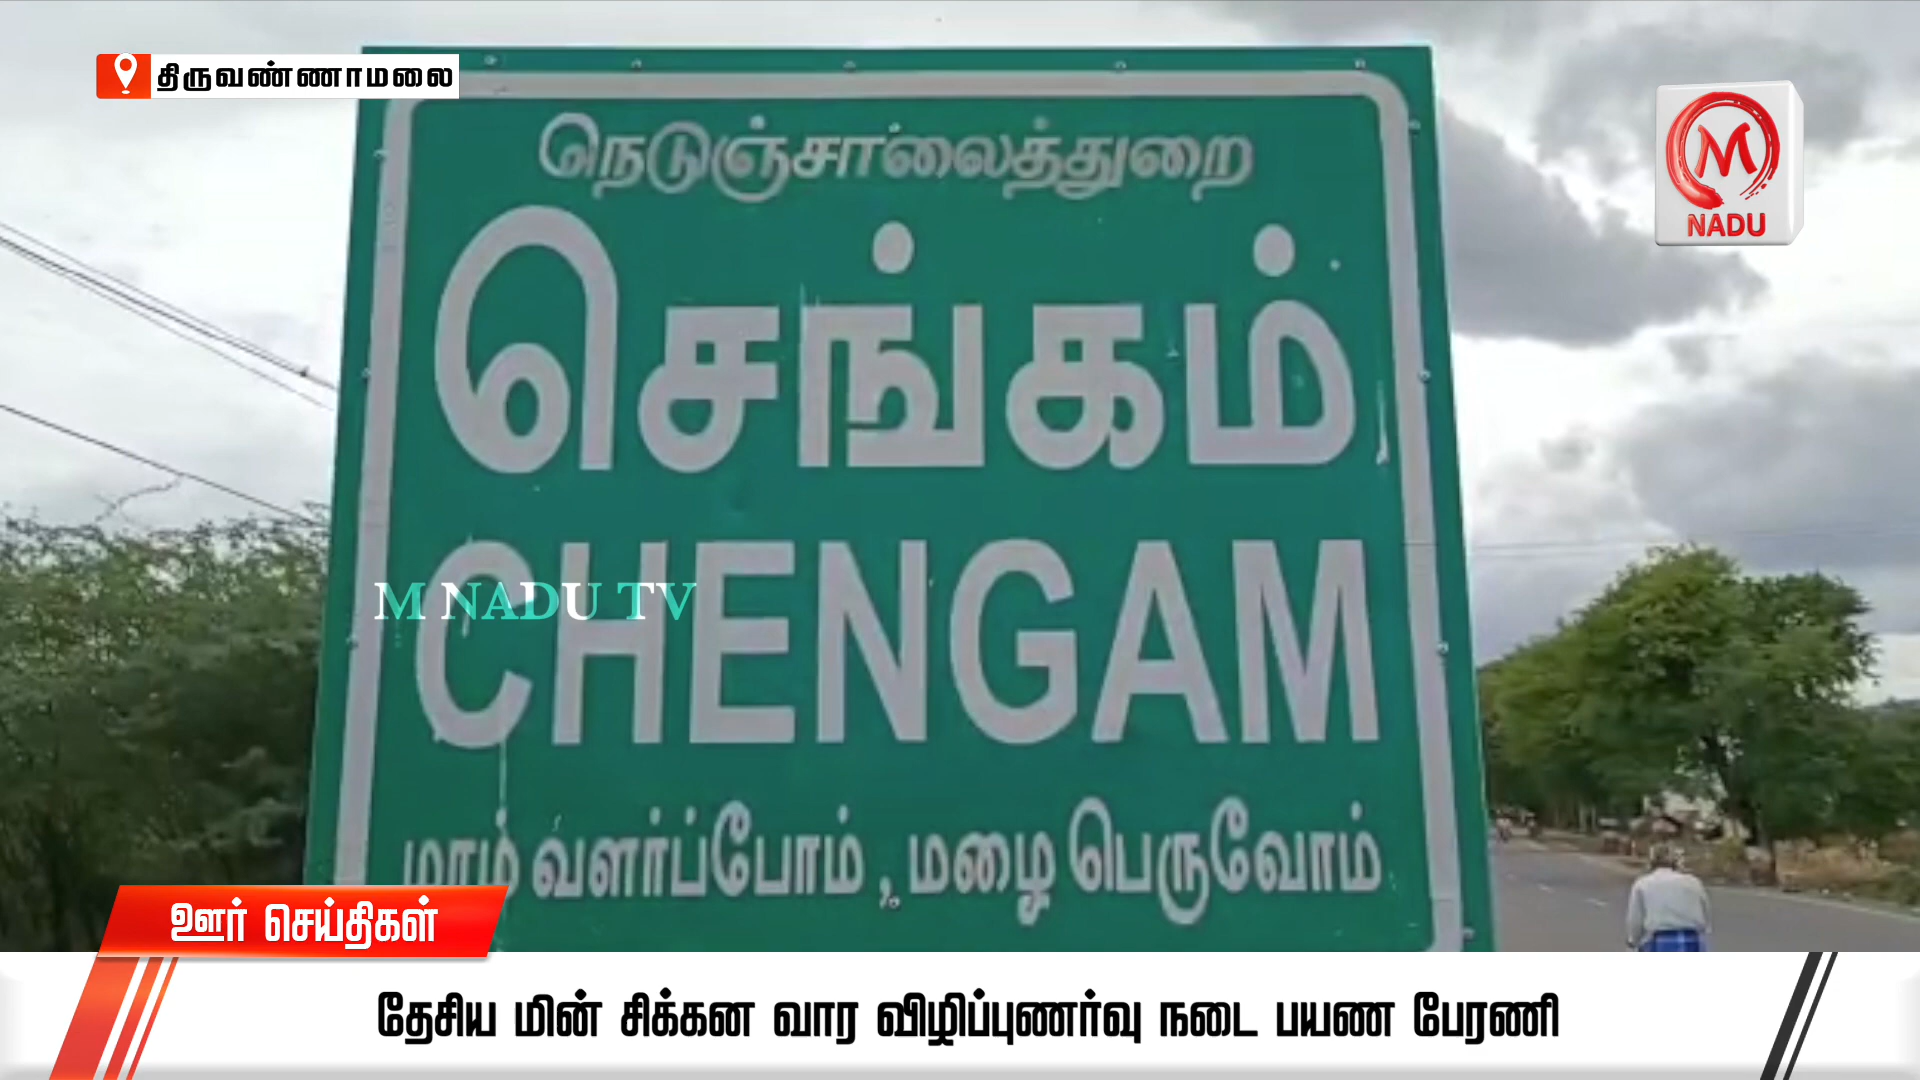 திருவண்ணாமலை
M
NADU
நெடுஞ்சாலைத்துறை
செங்கம்
CHENGAM
M NADU TV
மரம் வளர்ப்போம் , மழை பெருவோம்
ஊர் செய்திகள்
தேசிய மின் சிக்கன வார விழிப்புணர்வு நடை பயண பேரணி